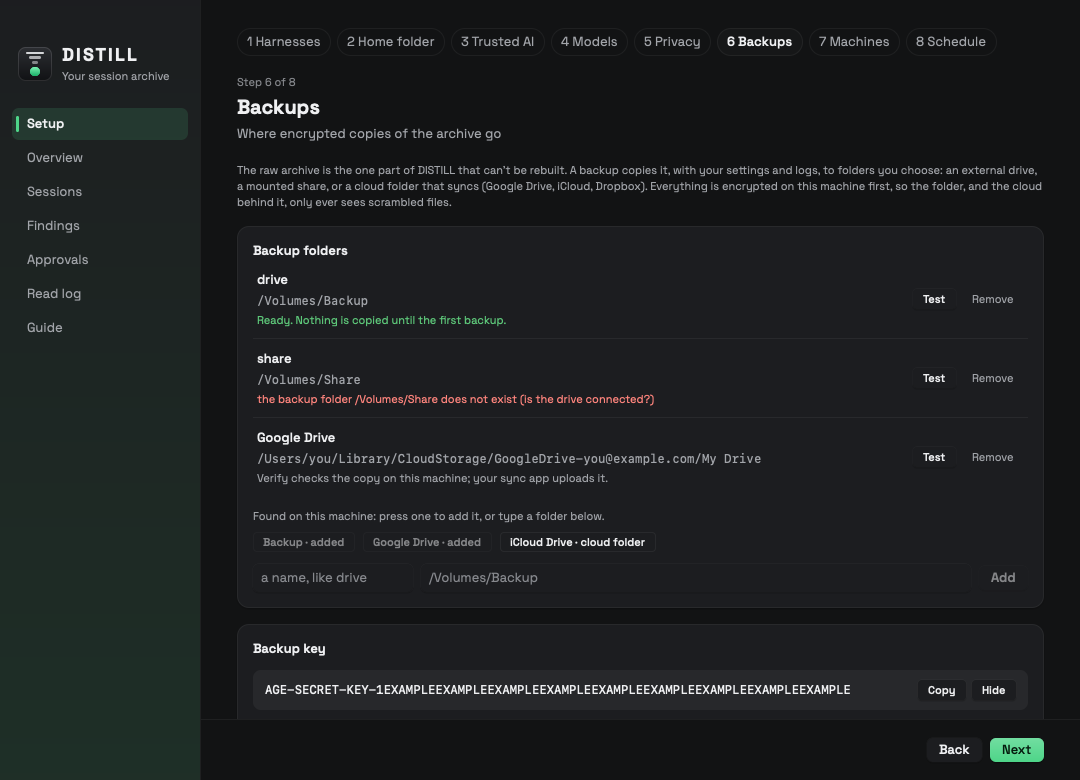 DISTILL
Your session archive
Setup
Overview
Sessions
Findings
Approvals
Read log
Guide
1 Harnesses
2 Home folder
3 Trusted AI
4 Models
5 Privacy
6 Backups
7 Machines
8 Schedule
Step 6 of 8
Backups
Where encrypted copies of the archive go
The raw archive is the one part of DISTILL that can't be rebuilt. A backup copies it, with your settings and logs, to folders you choose: an external drive,
a mounted share, or a cloud folder that syncs (Google Drive, iCloud, Dropbox). Everything is encrypted on this machine first, so the folder, and the cloud
behind it, only ever sees scrambled files.
Backup folders
drive
/Volumes/Backup
Ready. Nothing is copied until the first backup.
Test
Remove
share
/Volumes/Share
the backup folder /Volumes/Share does not exist (is the drive connected?)
Test
Remove
Google Drive
/Users/you/Library/CloudStorage/GoogleDrive-you@example.com/My Drive
Verify checks the copy on this machine; your sync app uploads it.
Test
Remove
Found on this machine: press one to add it, or type a folder below.
Backup · added
Google Drive · added
iCloud Drive · cloud folder
a name, like drive
/Volumes/Backup
Add
Backup key
AGE-SECRET-KEY-1EXAMPLEEXAMPLEEXAMPLEEXAMPLEEXAMPLEEXAMPLEEXAMPLEEXAMPLEEXAMPLE
Copy
Hide
Back
Next